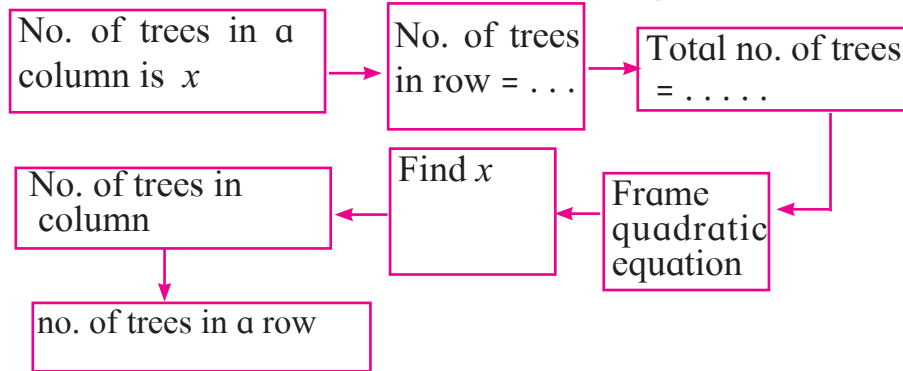 No. of trees in a
column is x
No. of trees
in row = . . .
Total no. of trees
= . . . . .
Frame
quadratic
equation
Find x
No. of trees in
column
no. of trees in a row